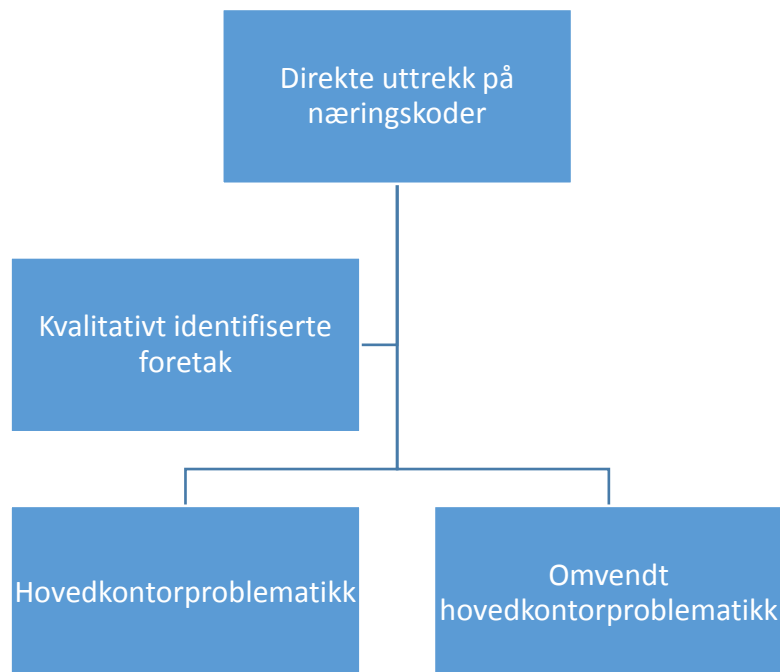 Direkte uttrekk på
næringskoder
Kvalitativt identifiserte
foretak
Hovedkontorproblematikk
Omvendt
hovedkontorproblematikk